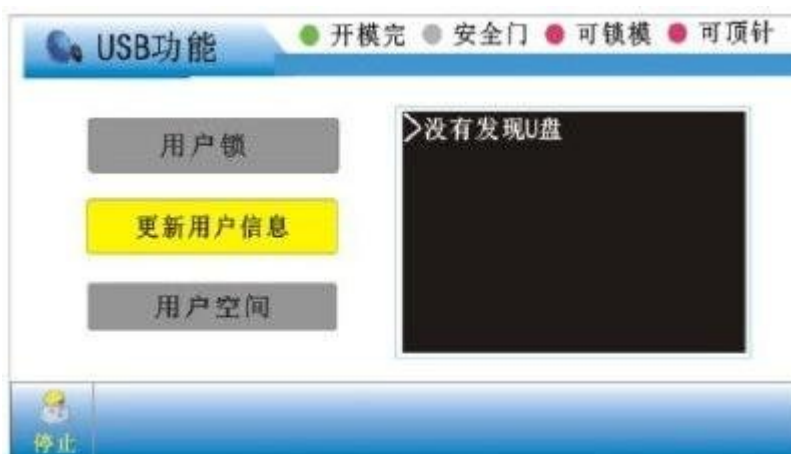 USB功能
开模完 安全门 可锁模 可顶针
用户锁
>没有发现U盘
更新用户信息
用户空间
停止